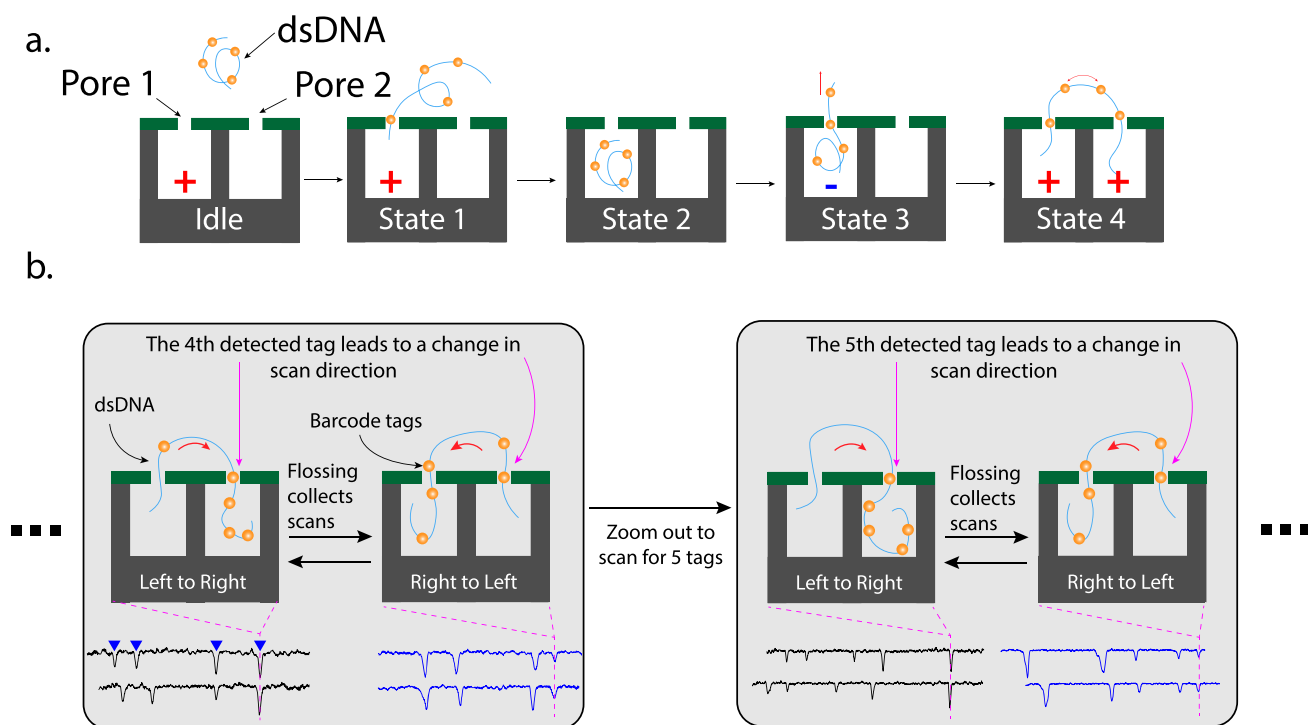 a.
dsDNA
Pore 1
Pore 2
+
+
-
+ +
Idle
State 1
State 2
State 3
State 4
b.
The 4th detected tag leads to a change in
scan direction
dsDNA
Barcode tags
Flossing
collects
scans
Left to Right
Right to Left
Zoom out to
scan for 5 tags
The 5th detected tag leads to a change in
scan direction
Flossing
collects
scans
Left to Right
Right to Left